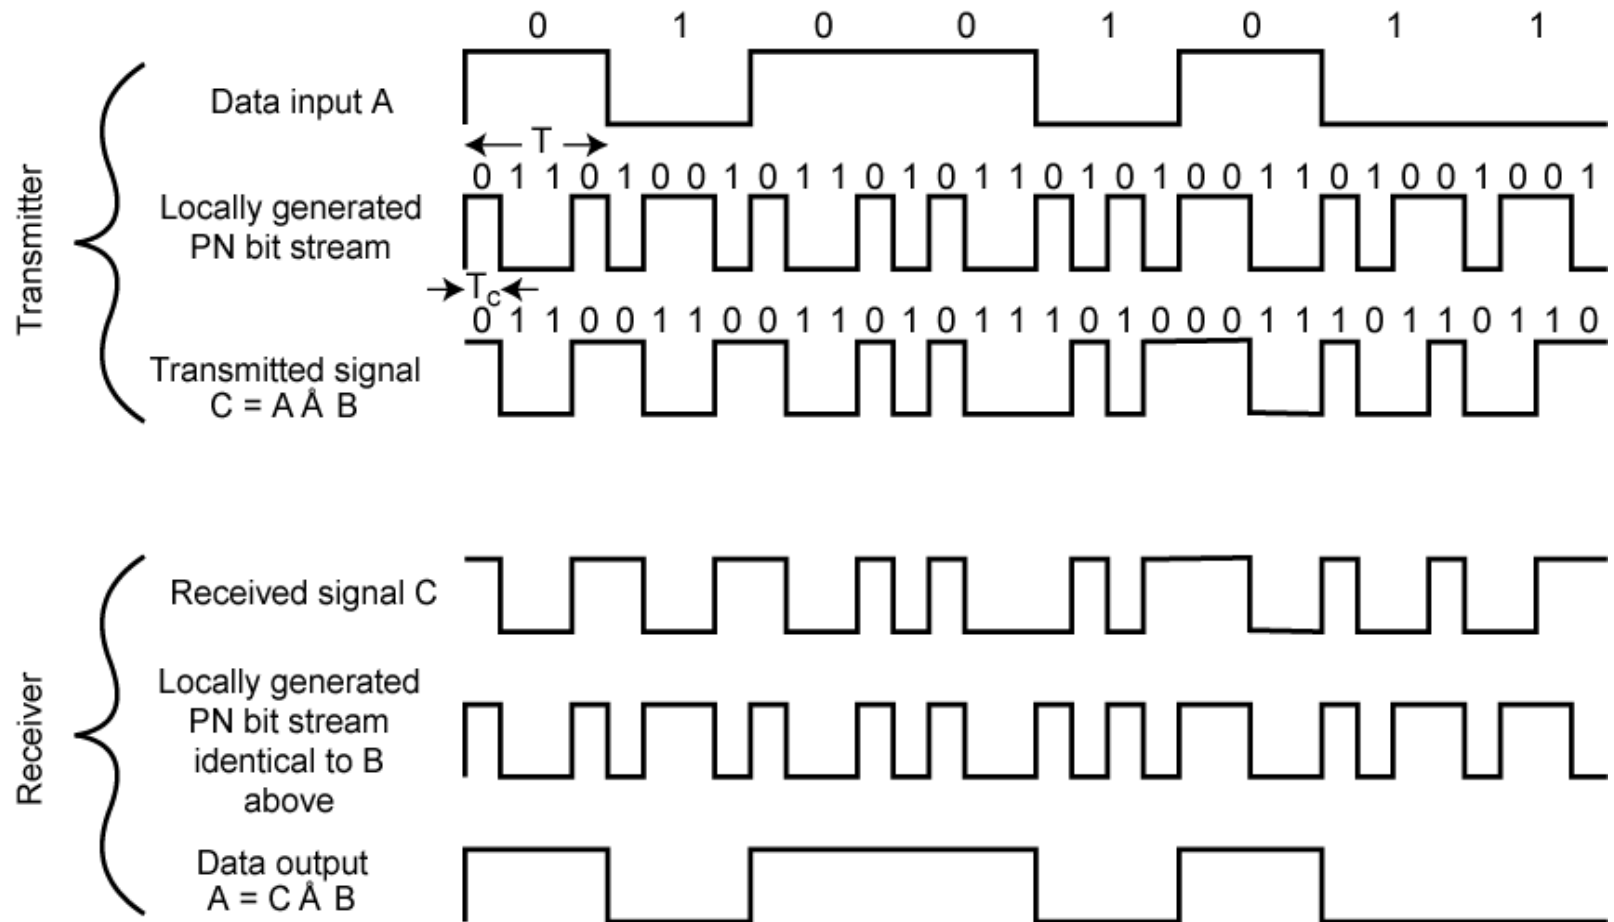 0 1 0 0 1 0 1 1
Transmitter
Data input A
T
0 1 1 0 1 0 0 1 0 1 1 0 1 0 1 1 0 1 0 1 0 0 1 1 0 1 0 0 1 0 0 1
Locally generated
PN bit stream
Tc
0 1 1 0 0 1 1 0 0 1 1 0 1 0 1 1 1 0 1 0 0 0 1 1 1 0 1 1 0 1 1 0
Transmitted signal
C = A Å B
Receiver
Received signal C
Locally generated
PN bit stream
identical to B
above
Data output
A = C Å B